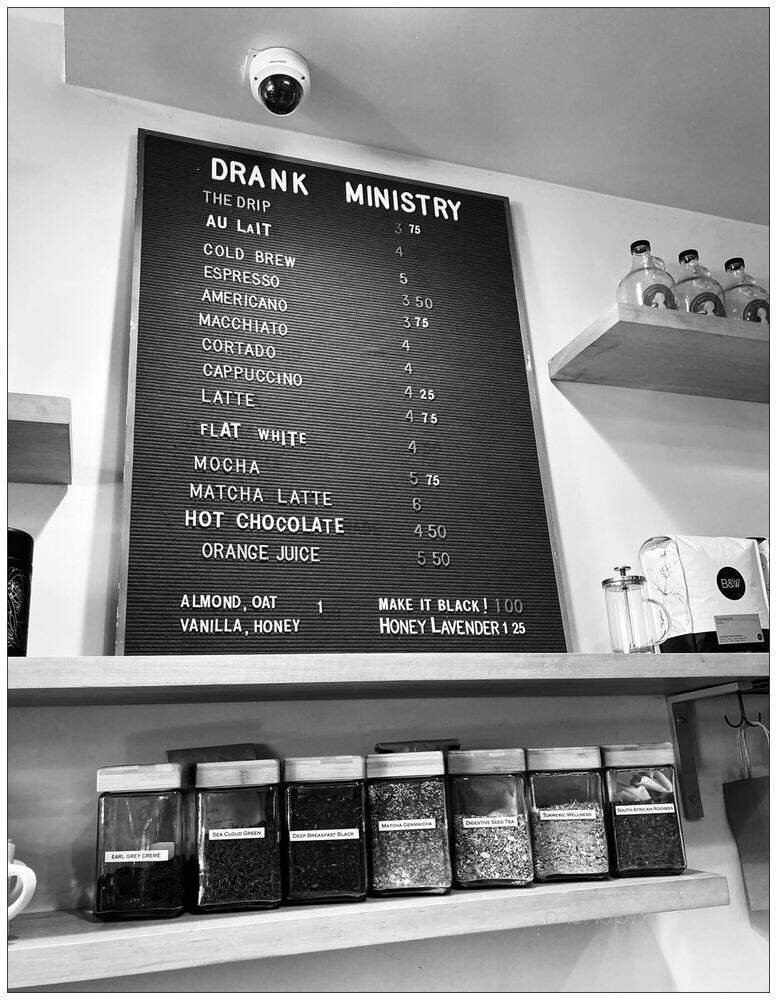 DRANK MINISTRY
THE DRIP 3 75
AU LAIT 4
COLD BREW 5
ESPRESSO 3 50
AMERICANO 3 75
MACCHIATO 4
CORTADO 4
CAPPUCCINO 4 25
LATTE 4 75
FLAT WHITE 4
MOCHA 5 75
MATCHA LATTE 6
HOT CHOCOLATE 4 50
ORANGE JUICE 5 50
ALMOND, OAT 1
VANILLA, HONEY
MAKE IT BLACK! 1 00
HONEY LAVENDER 1 25
B&W
EARL GREY CREME
SEA CLOUD GREEN
DEEP BREAKFAST BLACK
MATCHA GENMAICHA
DIGESTIVE SEED TEA
TURMERIC WELLNESS
SOUTH AFRICAN ROOIBOS